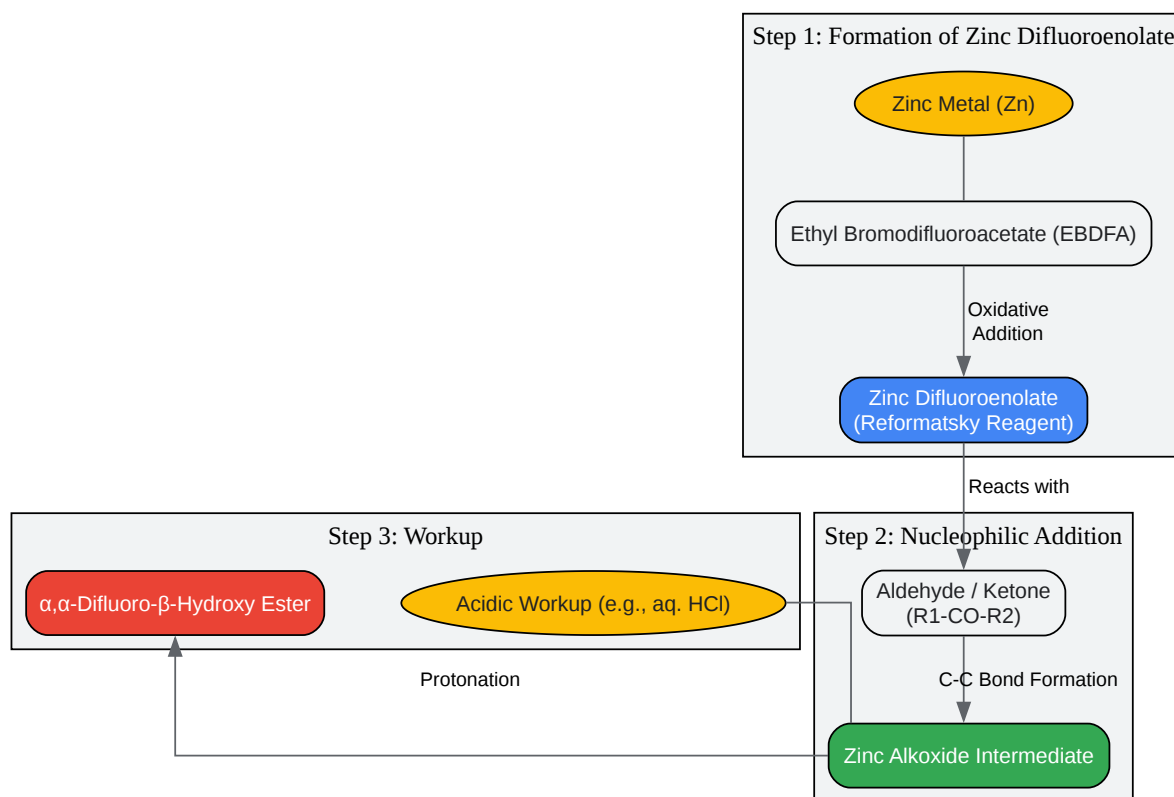 Step 1: Formation of Zinc Difluoroenolate
Zinc Metal (Zn)
Ethyl Bromodifluoroacetate (EBDFA)
Oxidative
Addition
Zinc Difluoroenolate
(Reformatsky Reagent)
Reacts with
Step 2: Nucleophilic Addition
Aldehyde / Ketone
(R1-CO-R2)
C-C Bond Formation
Zinc Alkoxide Intermediate
Step 3: Workup
α,α-Difluoro-β-Hydroxy Ester
Acidic Workup (e.g., aq. HCl)
Protonation